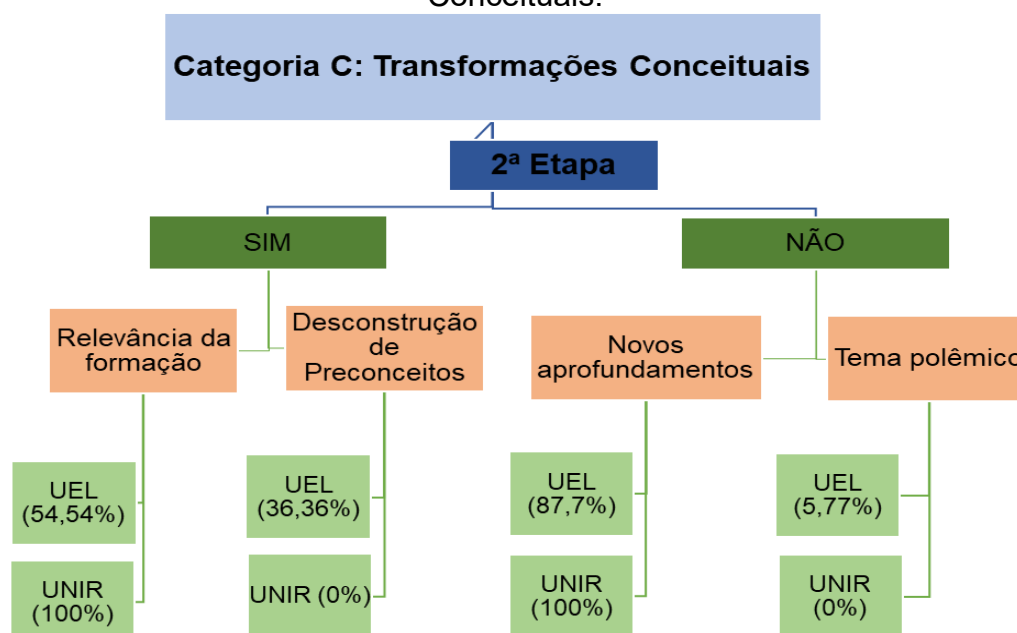 Conceituais.
Categoria C: Transformações Conceituais
2ª Etapa
SIM
NÃO
Relevância da
formação
Desconstrução
de
Preconceitos
Novos
aprofundamentos
Tema polêmico
UEL
(54,54%)
UEL
(36,36%)
UEL
(87,7%)
UEL
(5,77%)
UNIR
(100%)
UNIR (0%)
UNIR
(100%)
UNIR
(0%)